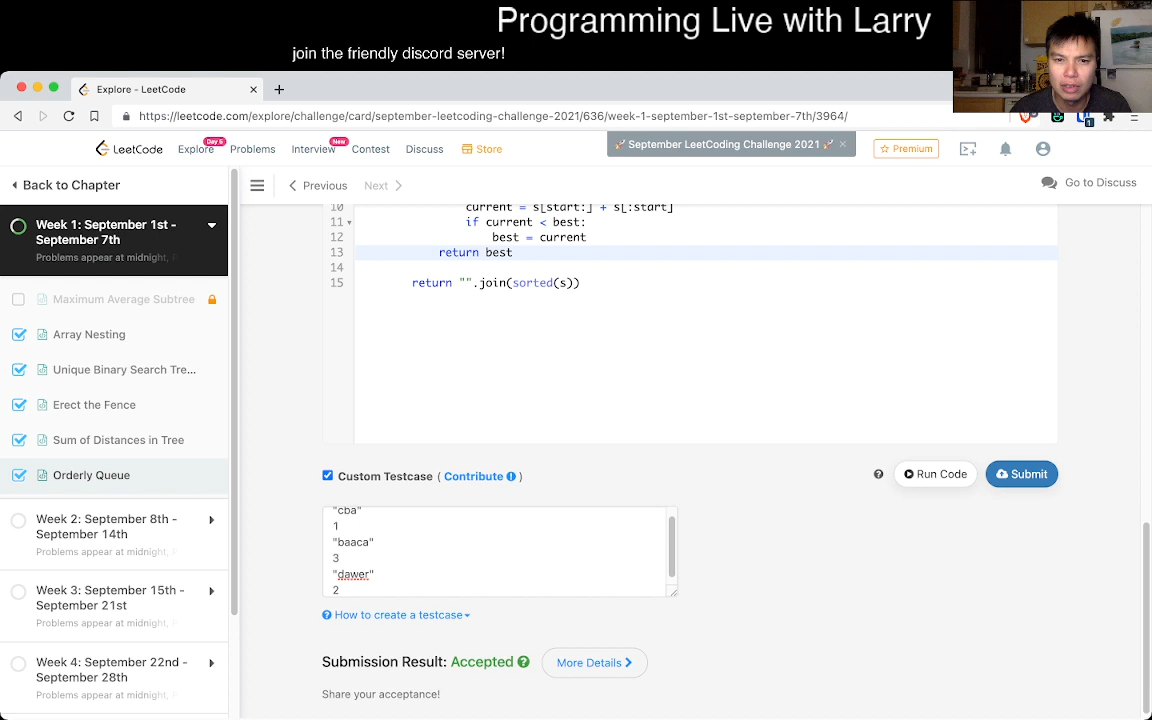 Programming Live with Larry
join the friendly discord server!
Explore - LeetCode
https://leetcode.com/explore/challenge/card/september-leetcoding-challenge-2021/636/week-1-september-1st-september-7th/3964/
LeetCode
Explore
Day 5
Problems
Interview
New
Contest
Discuss
Store
🚀 September LeetCoding Challenge 2021 🚀
Premium
Back to Chapter
Previous
Next
Go to Discuss
Week 1: September 1st -
September 7th
Problems appear at midnight,
Maximum Average Subtree
Array Nesting
Unique Binary Search Tre...
Erect the Fence
Sum of Distances in Tree
Orderly Queue
Week 2: September 8th -
September 14th
Problems appear at midnight,
Week 3: September 15th -
September 21st
Problems appear at midnight,
Week 4: September 22nd -
September 28th
Problems appear at midnight,
10 current = s[start:] + s[:start]
11 if current < best:
12 best = current
13 return best
14
15 return "".join(sorted(s))
Custom Testcase ( Contribute )
Run Code
Submit
"cba"
1
"baaca"
3
"dawer"
2
How to create a testcase
Submission Result: Accepted
More Details
Share your acceptance!